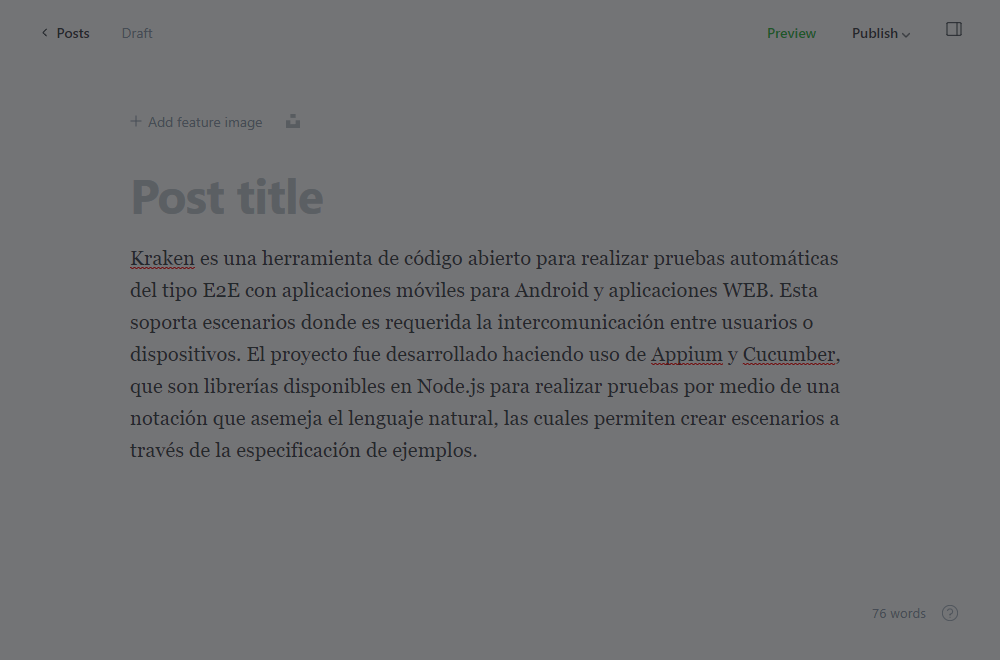 Posts Draft Preview Publish
Add feature image
Post title
Kraken es una herramienta de código abierto para realizar pruebas automáticas
del tipo E2E con aplicaciones móviles para Android y aplicaciones WEB. Esta
soporta escenarios donde es requerida la intercomunicación entre usuarios o
dispositivos. El proyecto fue desarrollado haciendo uso de Appium y Cucumber,
que son librerías disponibles en Node.js para realizar pruebas por medio de una
notación que asemeja el lenguaje natural, las cuales permiten crear escenarios a
través de la especificación de ejemplos.
76 words ?